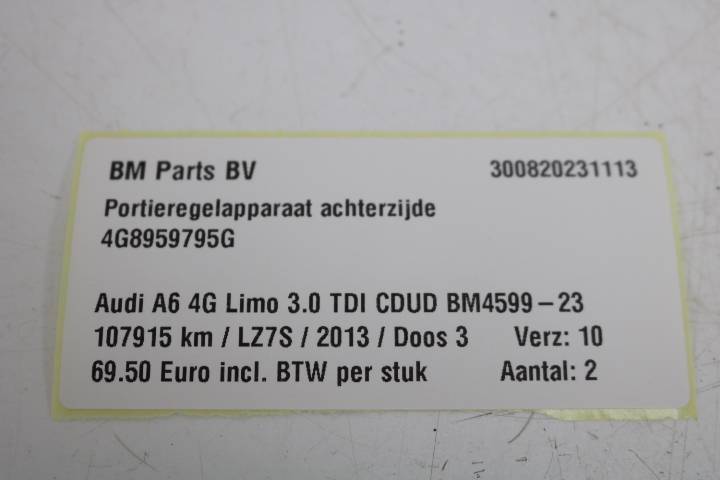 BM Parts BV 300820231113
Portieregelapparaat achterzijde
4G8959795G
Audi A6 4G Limo 3.0 TDI CDUD BM4599-23
107915 km / LZ7S / 2013 / Doos 3 Verz: 10
69.50 Euro incl. BTW per stuk Aantal: 2